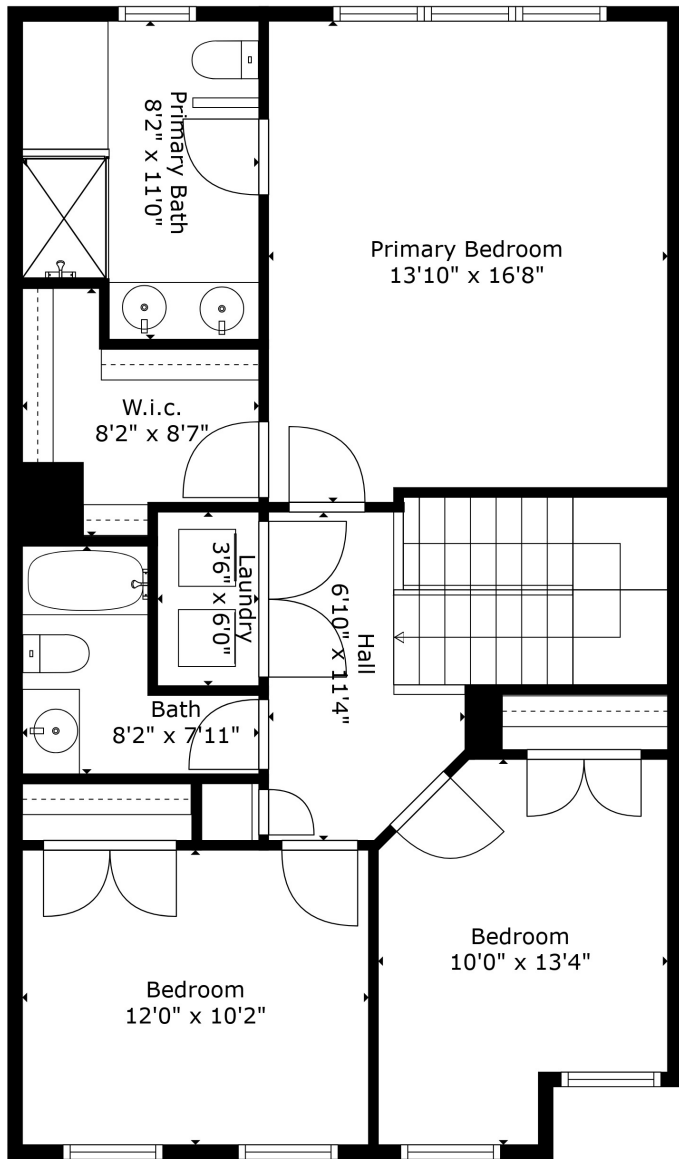 Primary Bath
8'2" x 11'0"
Primary Bedroom
13'10" x 16'8"
W.i.c.
8'2" x 8'7"
Laundry
3'6" x 6'0"
Hall
6'10" x 11'4"
Bath
8'2" x 7'11"
Bedroom
10'0" x 13'4"
Bedroom
12'0" x 10'2"